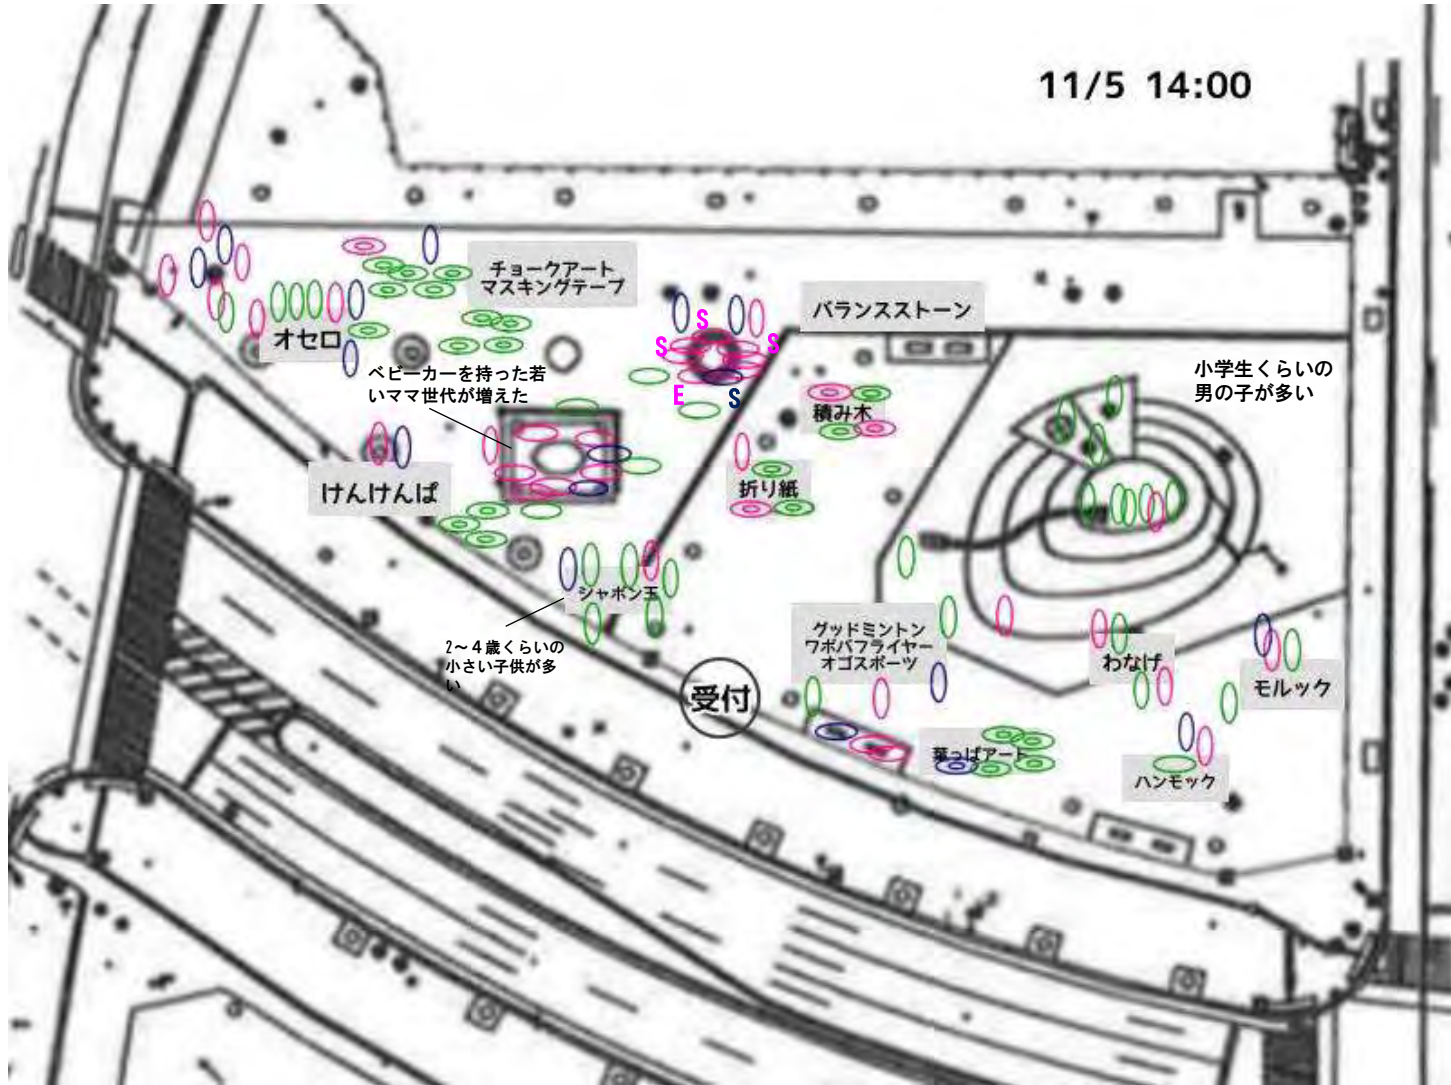 11/5 14:00
チョークアート
マスキングテープ
バランスストーン
オセロ
S
S
S
E
S
ベビーカーを持った若
いママ世代が増えた
小学生くらいの
男の子が多い
積み木
けんけんぱ
折り紙
シャボン玉
2～4歳くらいの
小さい子供が多
い
グッドミントン
ワボバフライヤー
オゴスポーツ
わなげ
モルック
受付
葉っぱアート
ハンモック